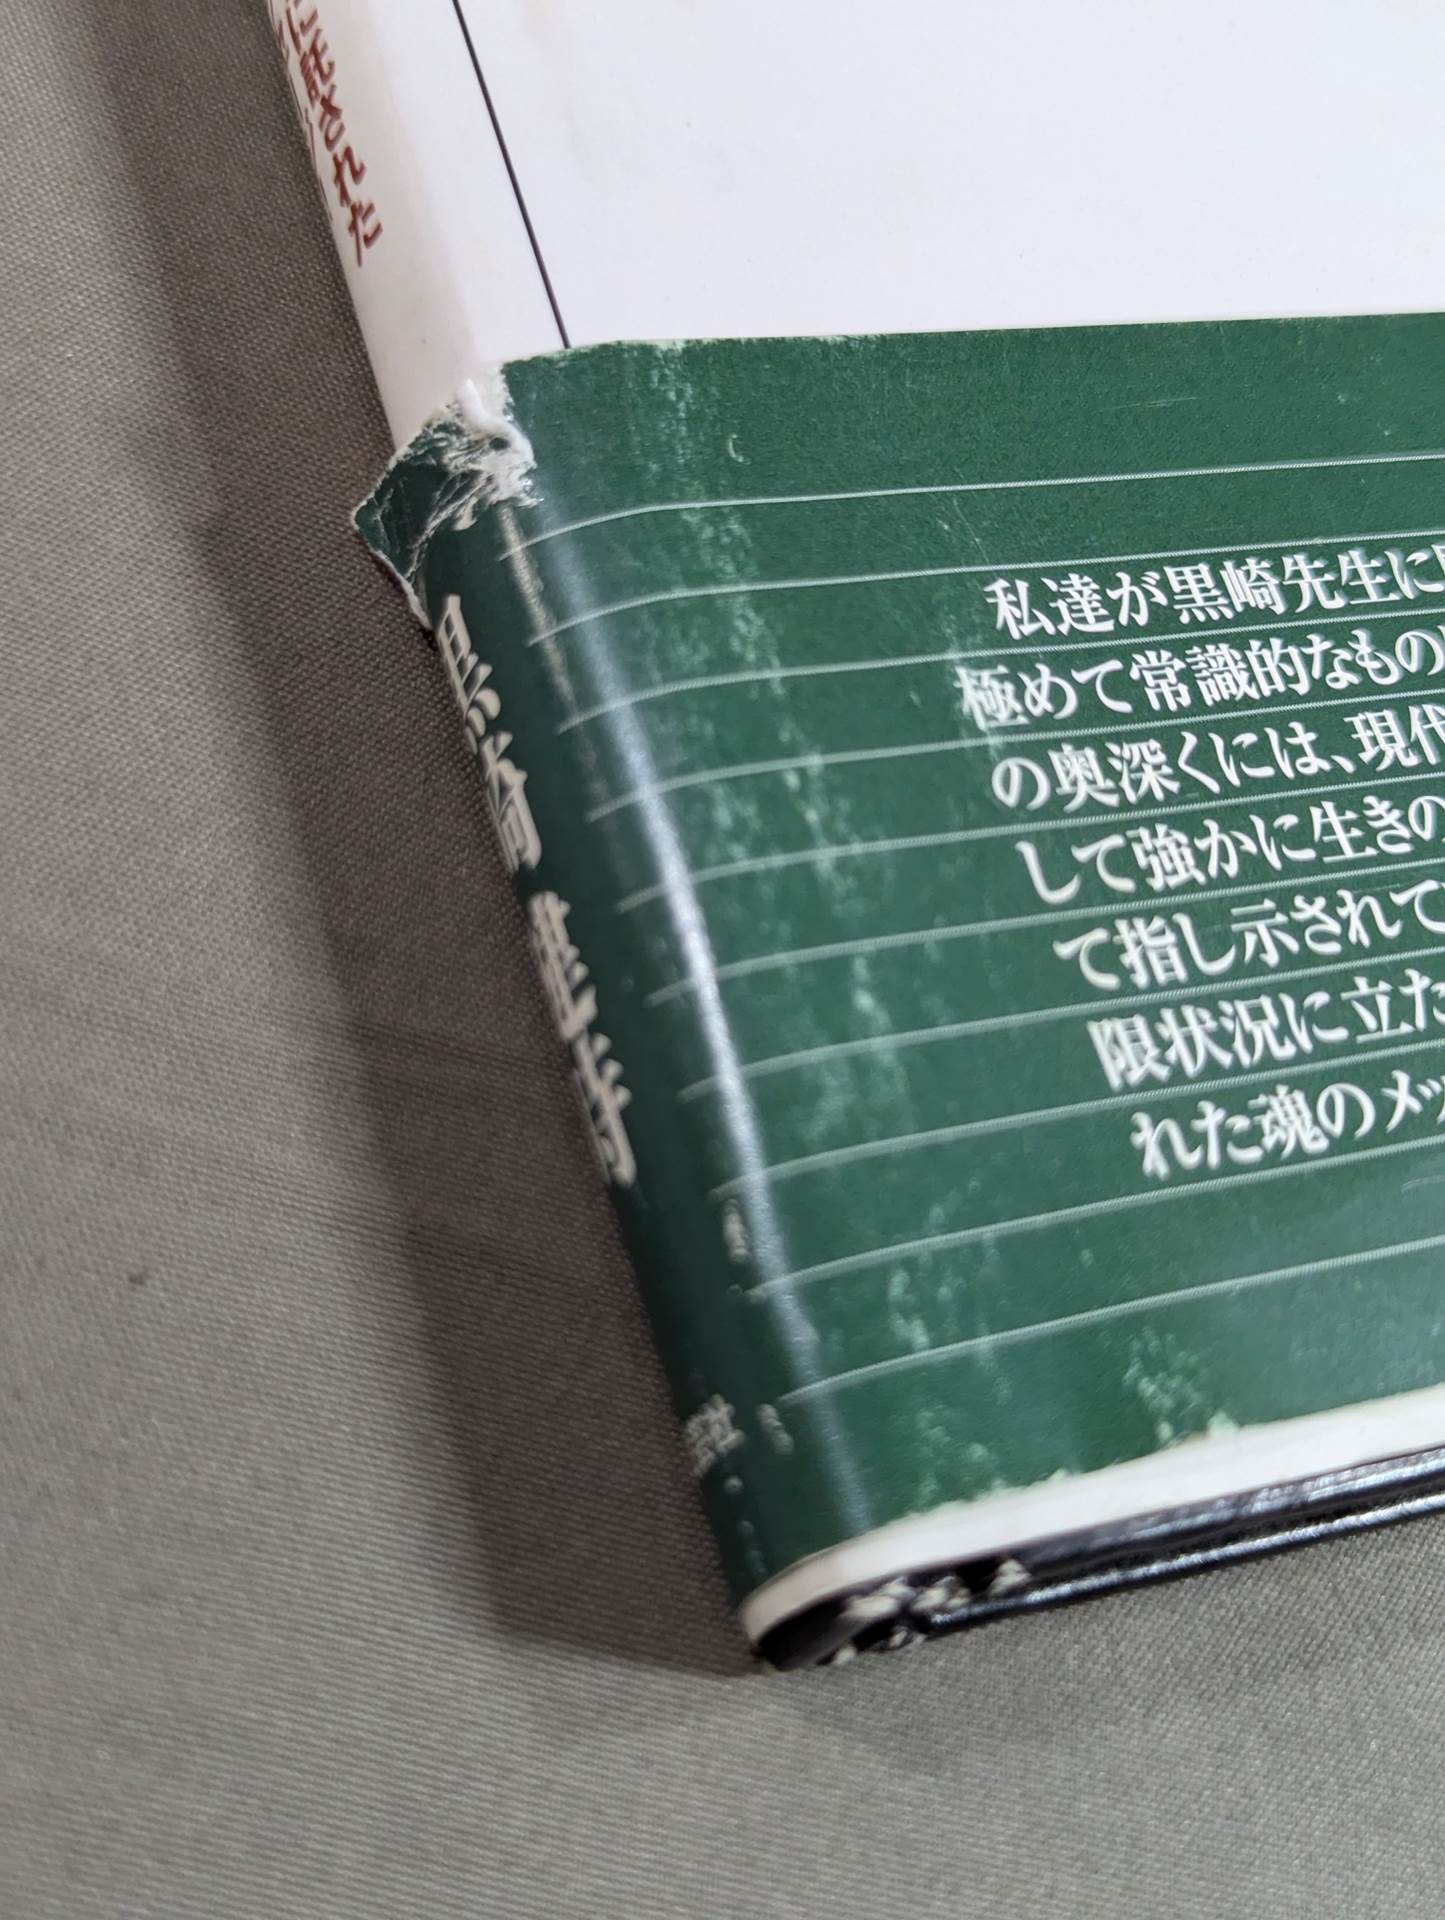 に託された
黒崎
私達が黒崎先生に
極めて常識的なもの
の奥深くには、現代
して強かに生きの
て指し示されて
限状況に立た
れた魂のメッ